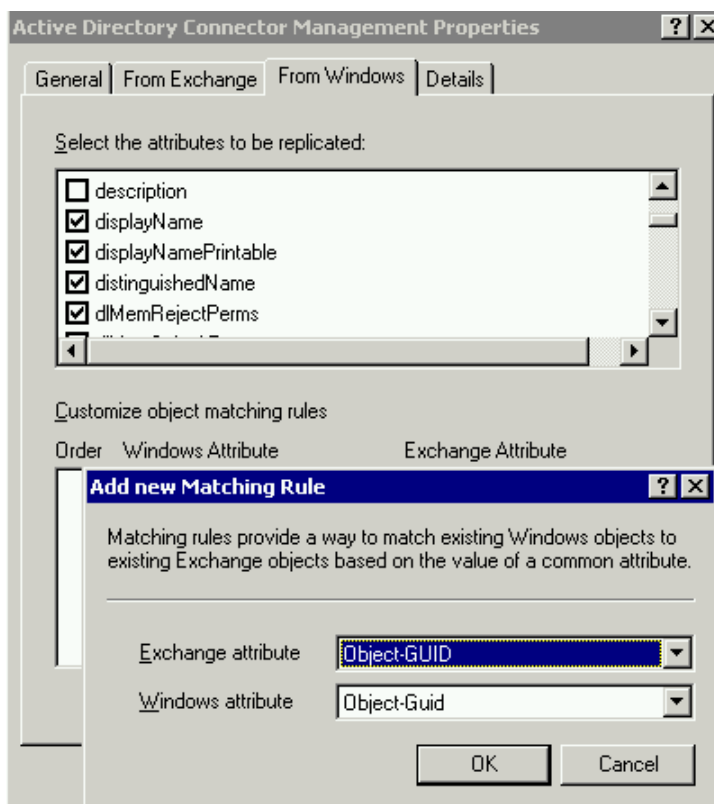 Active Directory Connector Management Properties
General From Exchange From Windows Details
Select the attributes to be replicated:
description
displayName
displayNamePrintable
distinguishedName
dlMemRejectPerms
Customize object matching rules
Order Windows Attribute Exchange Attribute
Add new Matching Rule
Matching rules provide a way to match existing Windows objects to
existing Exchange objects based on the value of a common attribute.
Exchange attribute Object-GUID
Windows attribute Object-Guid
OK Cancel